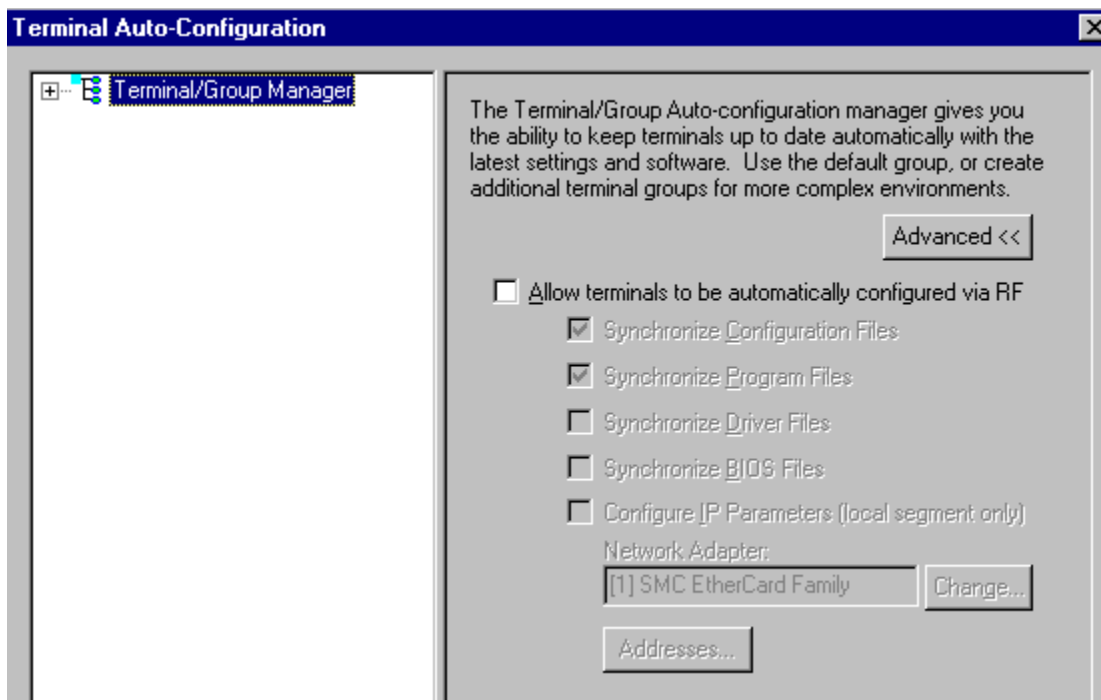 Terminal Auto-Configuration
Terminal/Group Manager
The Terminal/Group Auto-configuration manager gives you
the ability to keep terminals up to date automatically with the
latest settings and software.  Use the default group, or create
additional terminal groups for more complex environments.
Advanced <<
Allow terminals to be automatically configured via RF
Synchronize Configuration Files
Synchronize Program Files
Synchronize Driver Files
Synchronize BIOS Files
Configure IP Parameters (local segment only)
Network Adapter:
[1] SMC EtherCard Family
Change...
Addresses...